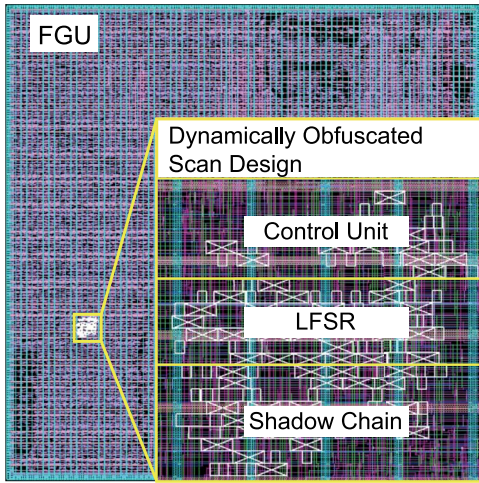 FGU
Dynamically Obfuscated
Scan Design
Control Unit
LFSR
Shadow Chain